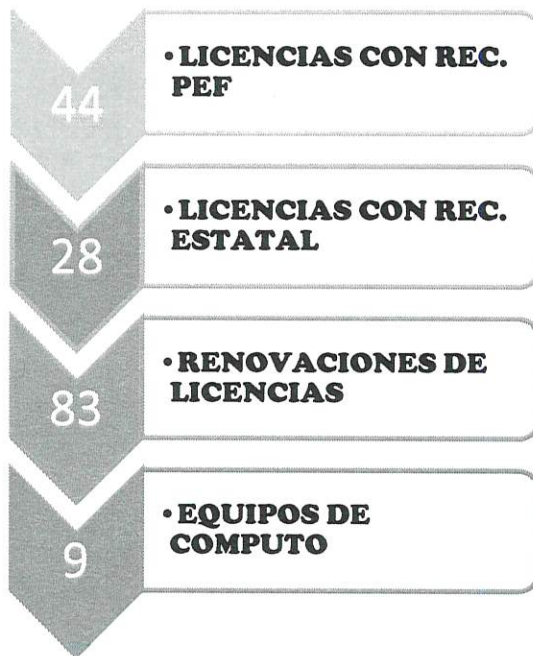 44
• LICENCIAS CON REC.
PEF
28
• LICENCIAS CON REC.
ESTATAL
83
• RENOVACIONES DE
LICENCIAS
9
• EQUIPOS DE
COMPUTO